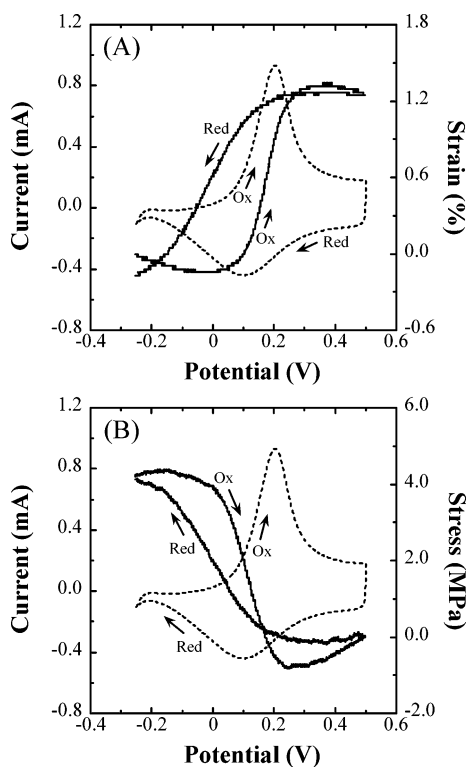 (A)
1.2
0.8
0.4
0.0
-0.4
-0.8
Current (mA)
1.8
1.2
0.6
0.0
-0.6
Strain (%)
Red
Ox
Ox
Red
-0.4 -0.2 0 0.2 0.4 0.6
Potential (V)
(B)
1.2
0.8
0.4
0.0
-0.4
-0.8
Current (mA)
6.0
4.0
2.0
0.0
-2.0
Stress (MPa)
Ox
Red
Ox
Red
-0.4 -0.2 0 0.2 0.4 0.6
Potential (V)